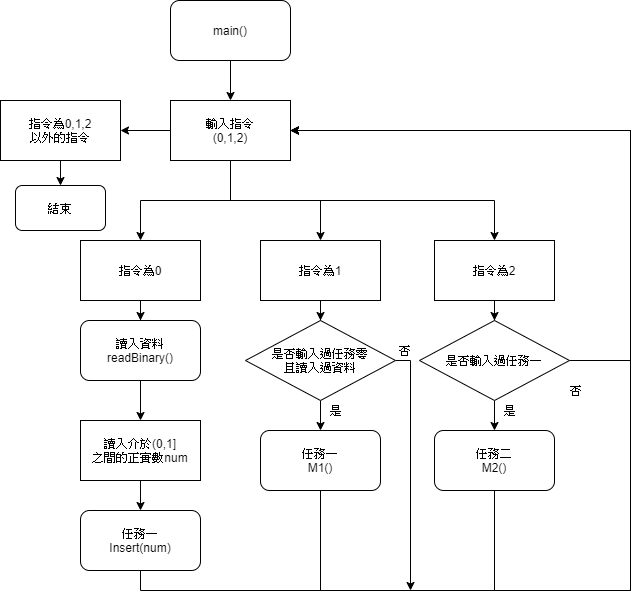 main()
指令為0,1,2
以外的指令
輸入指令
(0,1,2)
結束
指令為0
指令為1
指令為2
讀入資料
readBinary()
是否輸入過任務零
且讀入過資料
否
是否輸入過任務一
否
是
是
讀入介於(0,1]
之間的正實數num
任務一
M1()
任務二
M2()
任務一
Insert(num)